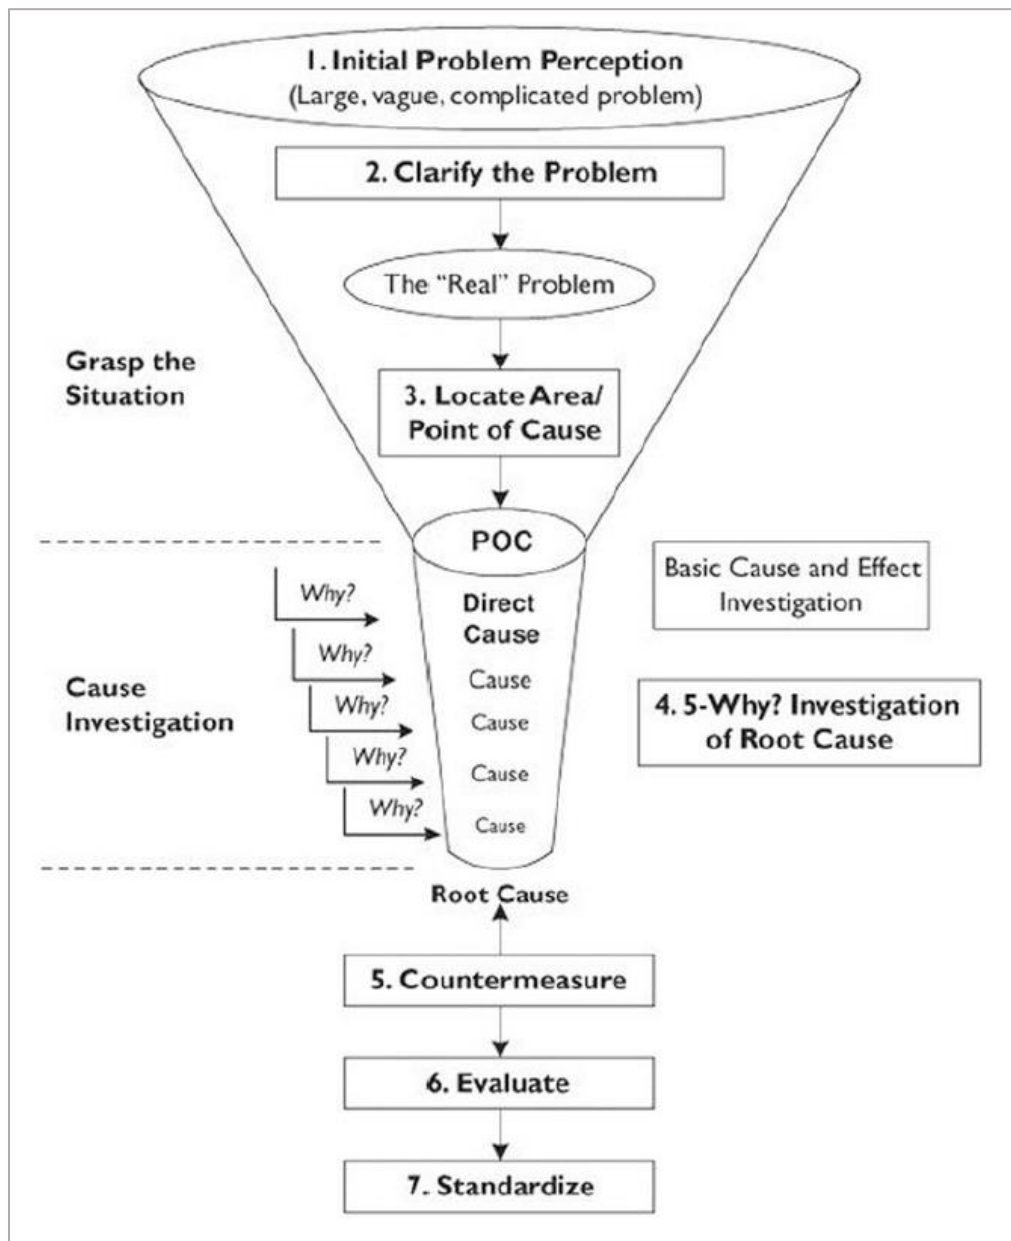 1. Initial Problem Perception
(Large, vague, complicated problem)
2. Clarify the Problem
The “Real” Problem
Grasp the
Situation
3. Locate Area/
Point of Cause
POC
Basic Cause and Effect
Investigation
Why?
Direct
Cause
Why?
Cause
Cause
Investigation
Why?
Cause
4. 5-Why? Investigation
of Root Cause
Why?
Cause
Why?
Cause
Root Cause
5. Countermeasure
6. Evaluate
7. Standardize